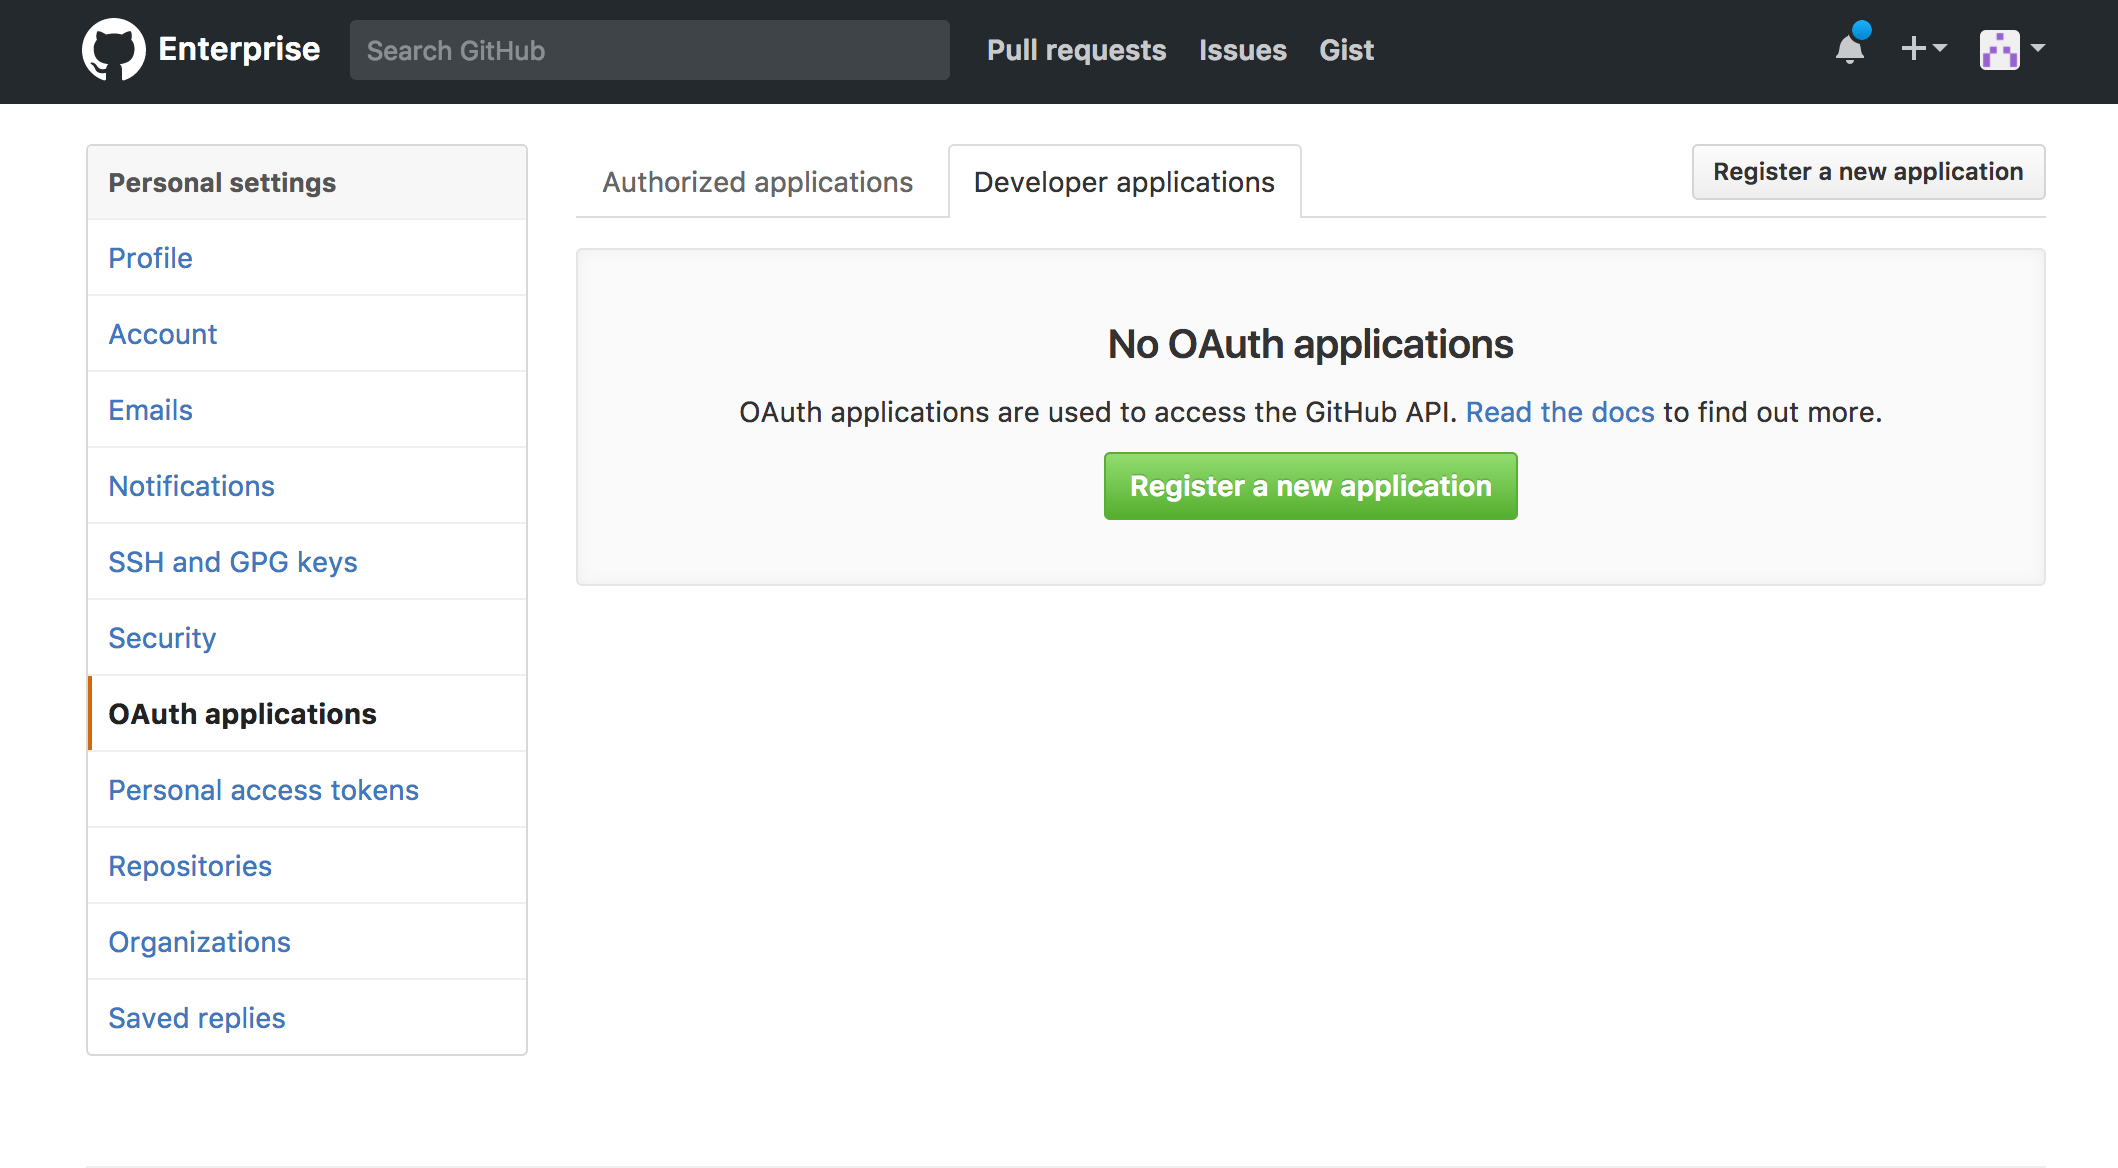 Enterprise
Search GitHub
Pull requests
Issues
Gist
Personal settings
Profile
Account
Emails
Notifications
SSH and GPG keys
Security
OAuth applications
Personal access tokens
Repositories
Organizations
Saved replies
Authorized applications
Developer applications
Register a new application
No OAuth applications
OAuth applications are used to access the GitHub API. Read the docs to find out more.
Register a new application